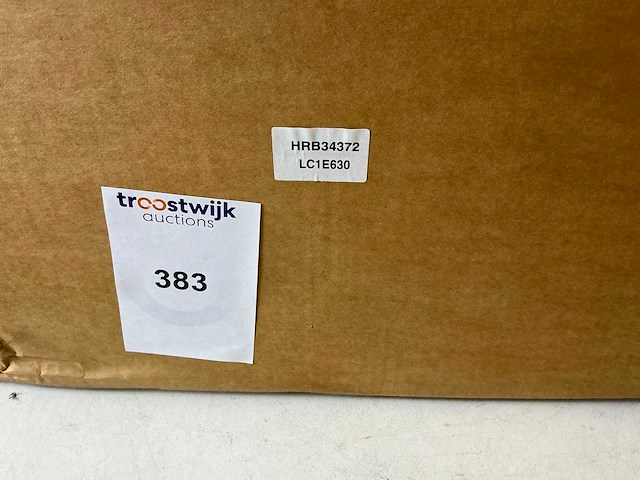 HRB34372
LC1E630
troostwijk
auctions
383